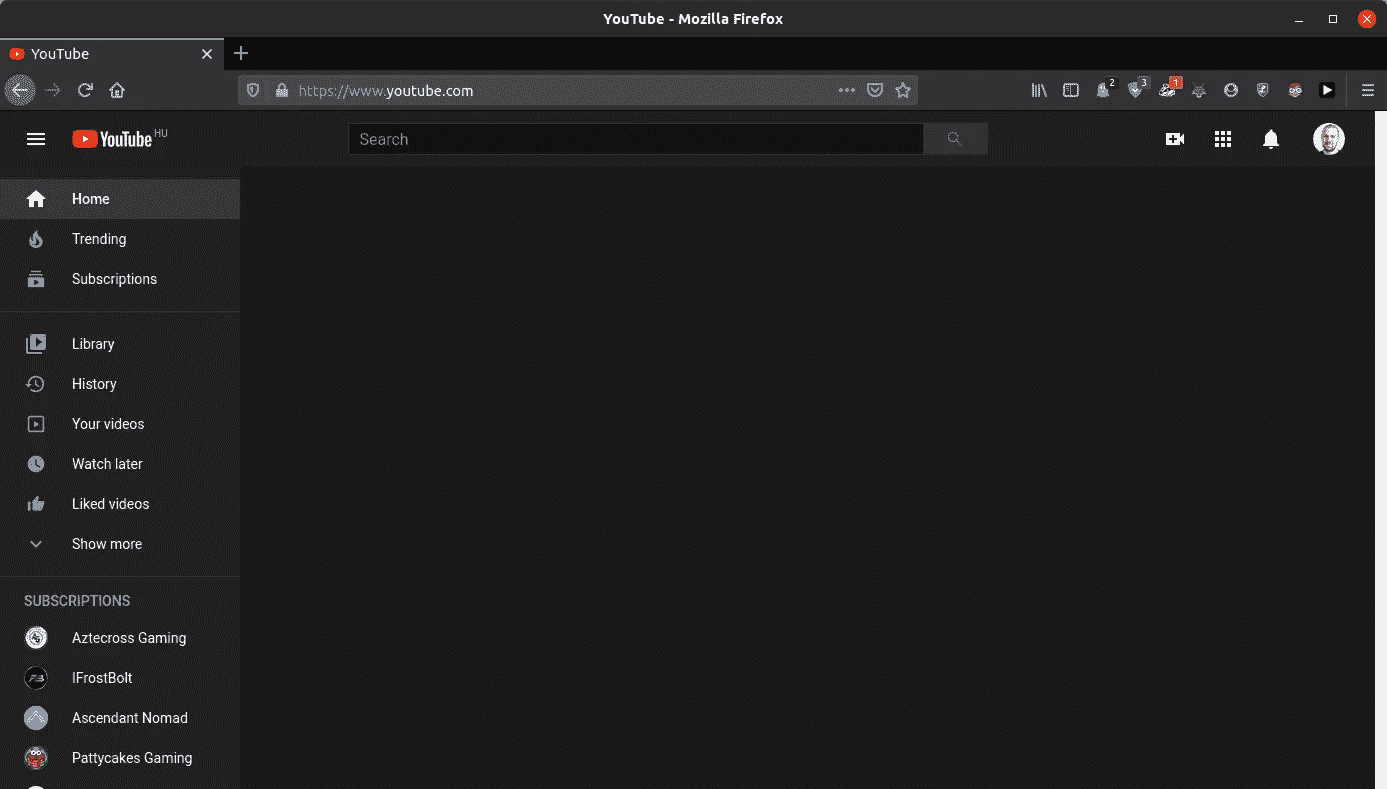 YouTube - Mozilla Firefox
YouTube
https://www.youtube.com
2
3
1
YouTube HU
Search
Home
Trending
Subscriptions
Library
History
Your videos
Watch later
Liked videos
Show more
SUBSCRIPTIONS
Aztecross Gaming
IFrostBolt
Ascendant Nomad
Pattycakes Gaming